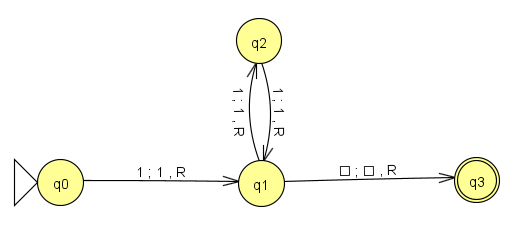 q2
1 ; 1 , R
1 ; 1 , R
q0
1 ; 1 , R
q1
□ ; □ , R
q3